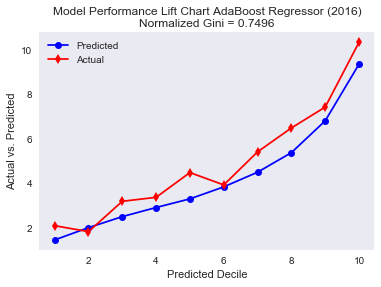 Model Performance Lift Chart AdaBoost Regressor (2016)
Normalized Gini = 0.7496
Predicted
Actual
Actual vs. Predicted
10
8
6
4
2
2
4
6
8
10
Predicted Decile